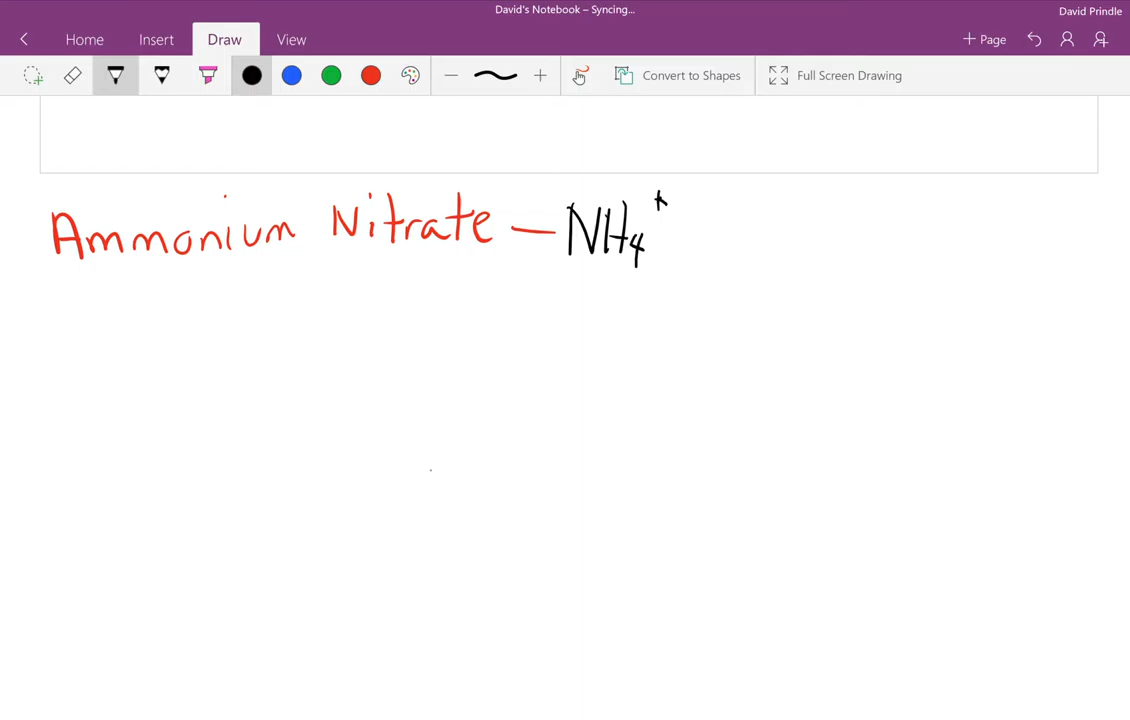 David's Notebook – Syncing...
David Prindle
Home Insert Draw View + Page
Convert to Shapes Full Screen Drawing
Ammonium Nitrate — NH₄⁺